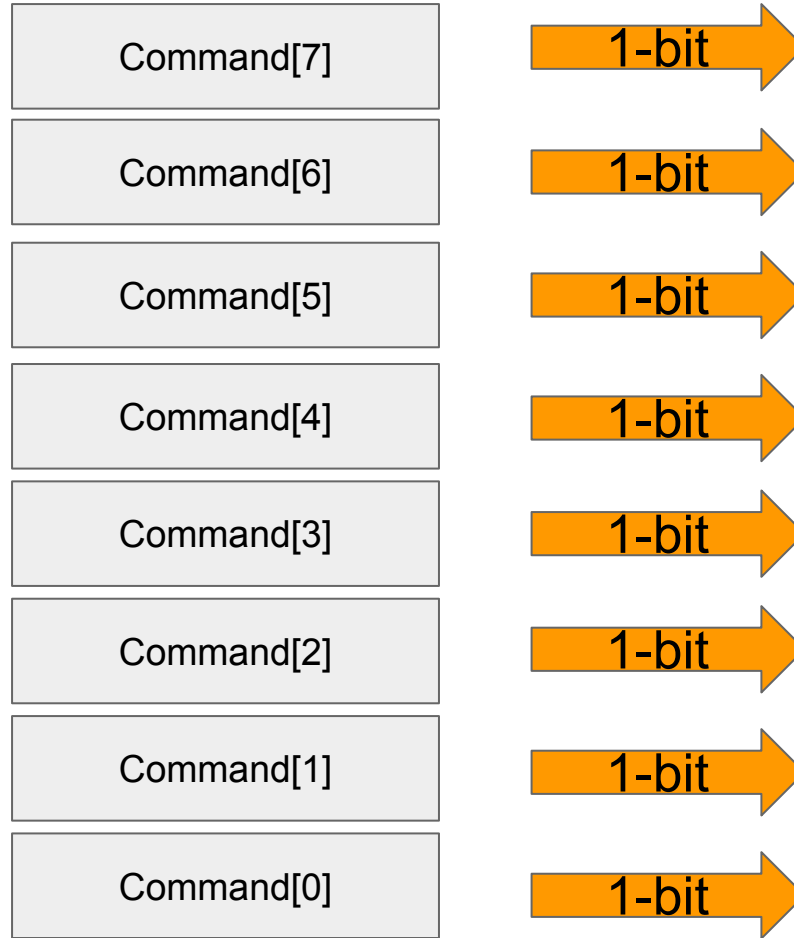 Command[7] 1-bit
Command[6] 1-bit
Command[5] 1-bit
Command[4] 1-bit
Command[3] 1-bit
Command[2] 1-bit
Command[1] 1-bit
Command[0] 1-bit